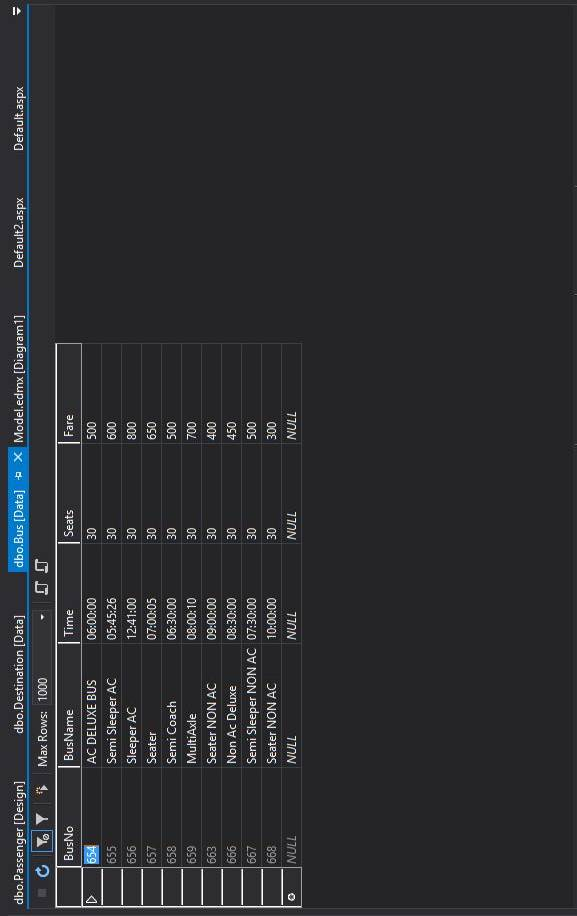 dbo.Passenger [Design] dbo.Destination [Data] dbo.Bus [Data] Model.edmx [Diagram1] Default2.aspx Default.aspx
Max Rows: 1000
BusNo BusName Time Seats Fare
654 AC DELUXE BUS 06:00:00 30 500
655 Semi Sleeper AC 05:45:26 30 600
656 Sleeper AC 12:41:00 30 800
657 Seater 07:00:05 30 650
658 Semi Coach 06:30:00 30 500
659 MultiAxle 08:00:10 30 700
663 Seater NON AC 09:00:00 30 400
666 Non Ac Deluxe 08:30:00 30 450
667 Semi Sleeper NON AC 07:30:00 30 500
668 Seater NON AC 10:00:00 30 300
NULL NULL NULL NULL NULL